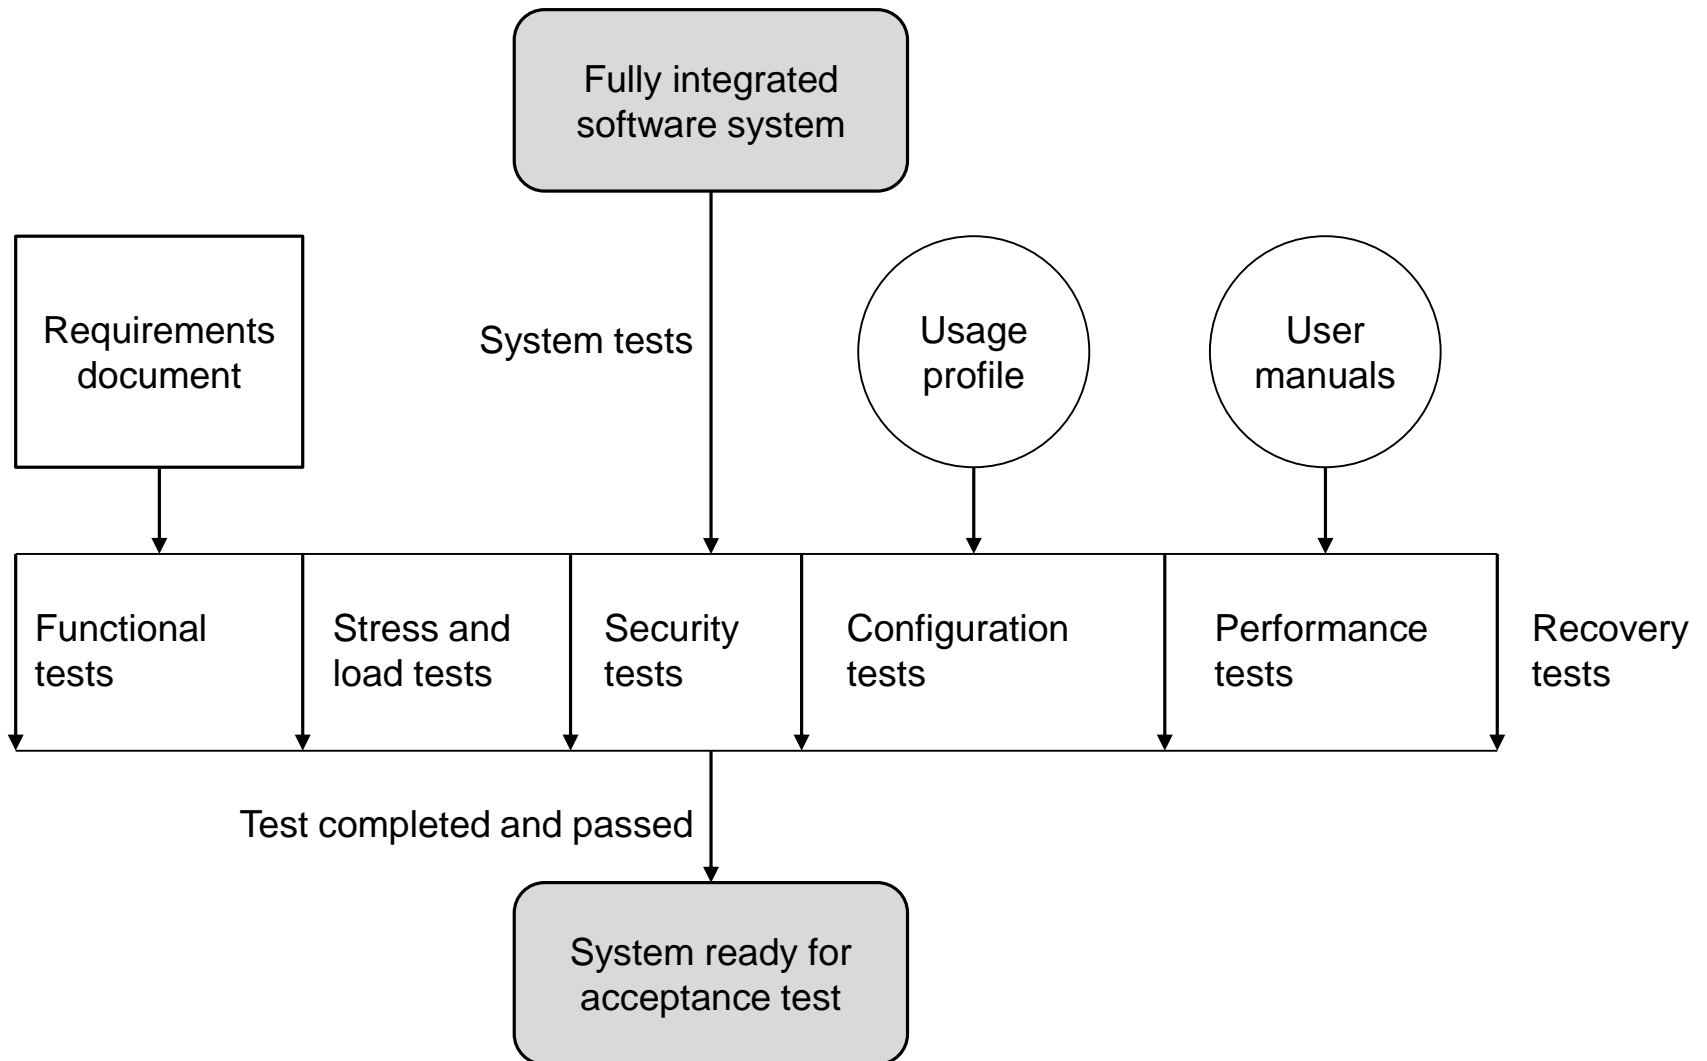 Fully integrated
software system
Requirements
document
System tests
Usage
profile
User
manuals
Functional
tests
Stress and
load tests
Security
tests
Configuration
tests
Performance
tests
Recovery
tests
Test completed and passed
System ready for
acceptance test